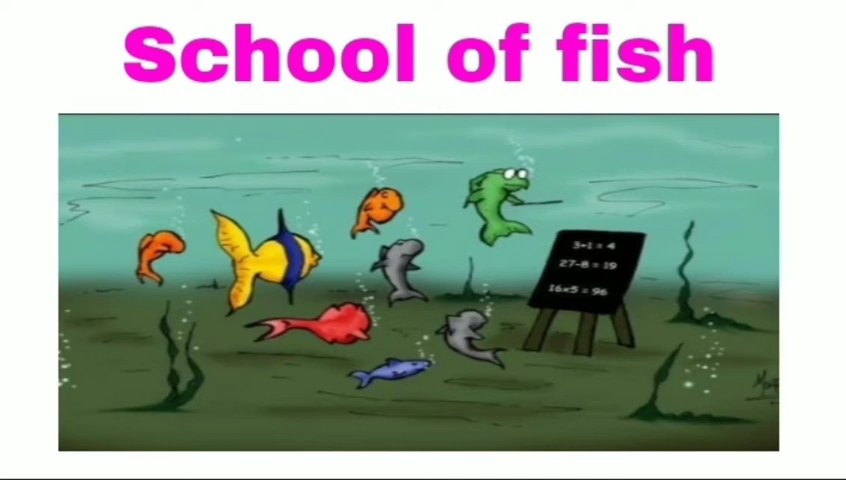 School of fish
3+1 = 4
27-8 = 19
16x5 = 96